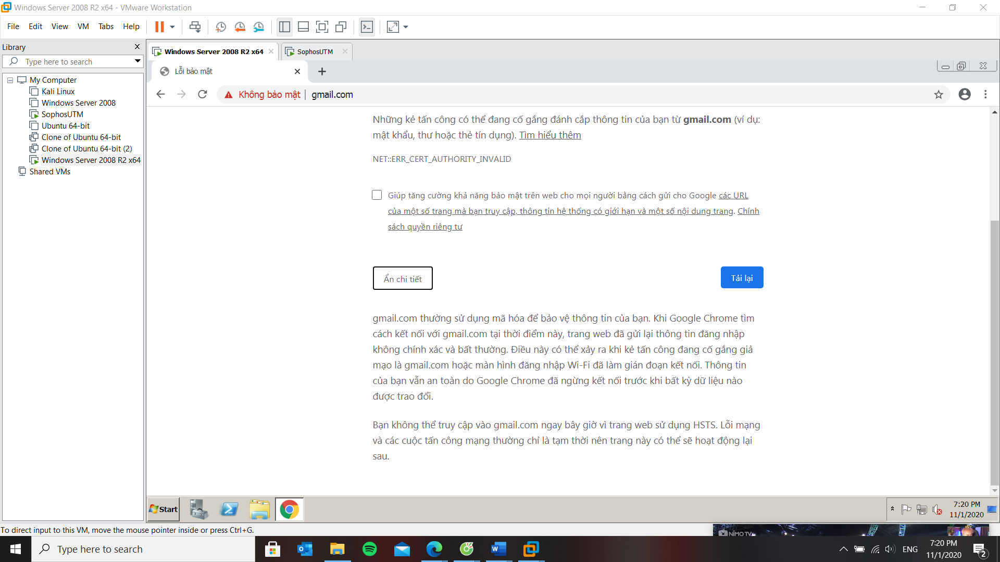 Windows Server 2008 R2 x64 - VMware Workstation
File Edit View VM Tabs Help
Library
Type here to search
My Computer
Kali Linux
Windows Server 2008
SophosUTM
Ubuntu 64-bit
Clone of Ubuntu 64-bit
Clone of Ubuntu 64-bit (2)
Windows Server 2008 R2 x64
Shared VMs
Windows Server 2008 R2 x64
SophosUTM
Lỗi bảo mật
Không bảo mật
gmail.com
Những kẻ tấn công có thể đang cố gắng đánh cắp thông tin của bạn từ gmail.com (ví dụ:
mật khẩu, thư hoặc thẻ tín dụng). Tìm hiểu thêm
NET::ERR_CERT_AUTHORITY_INVALID
Giúp tăng cường khả năng bảo mật trên web cho mọi người bằng cách gửi cho Google các URL
của một số trang mà bạn truy cập, thông tin hệ thống có giới hạn và một số nội dung trang. Chính
sách quyền riêng tư
Ẩn chi tiết
Tải lại
gmail.com thường sử dụng mã hóa để bảo vệ thông tin của bạn. Khi Google Chrome tìm
cách kết nối với gmail.com tại thời điểm này, trang web đã gửi lại thông tin đăng nhập
không chính xác và bất thường. Điều này có thể xảy ra khi kẻ tấn công đang cố gắng giả
mạo là gmail.com hoặc màn hình đăng nhập Wi-Fi đã làm gián đoạn kết nối. Thông tin
của bạn vẫn an toàn do Google Chrome đã ngừng kết nối trước khi bất kỳ dữ liệu nào
được trao đổi.
Bạn không thể truy cập vào gmail.com ngay bây giờ vì trang web sử dụng HSTS. Lỗi mạng
và các cuộc tấn công mạng thường chỉ là tạm thời nên trang này có thể sẽ hoạt động lại
sau.
Start
7:20 PM
11/1/2020
To direct input to this VM, move the mouse pointer inside or press Ctrl+G.
NIMO TV
Type here to search
ENG
7:20 PM
11/1/2020
2